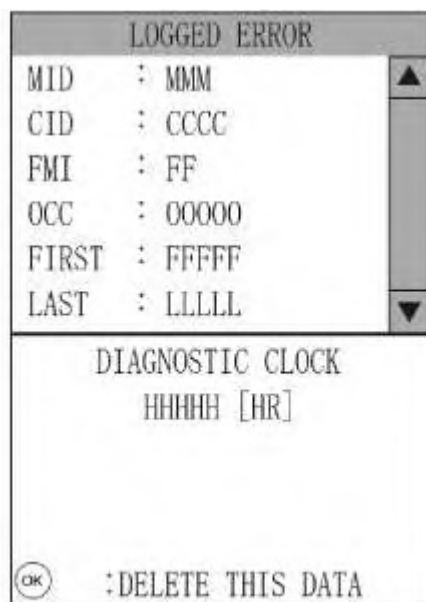 LOGGED ERROR
MID : MMM
CID : CCCC
FMI : FF
OCC : OOOOO
FIRST : FFFFF
LAST : LLLLL
DIAGNOSTIC CLOCK
HHHHH [HR]
OK :DELETE THIS DATA